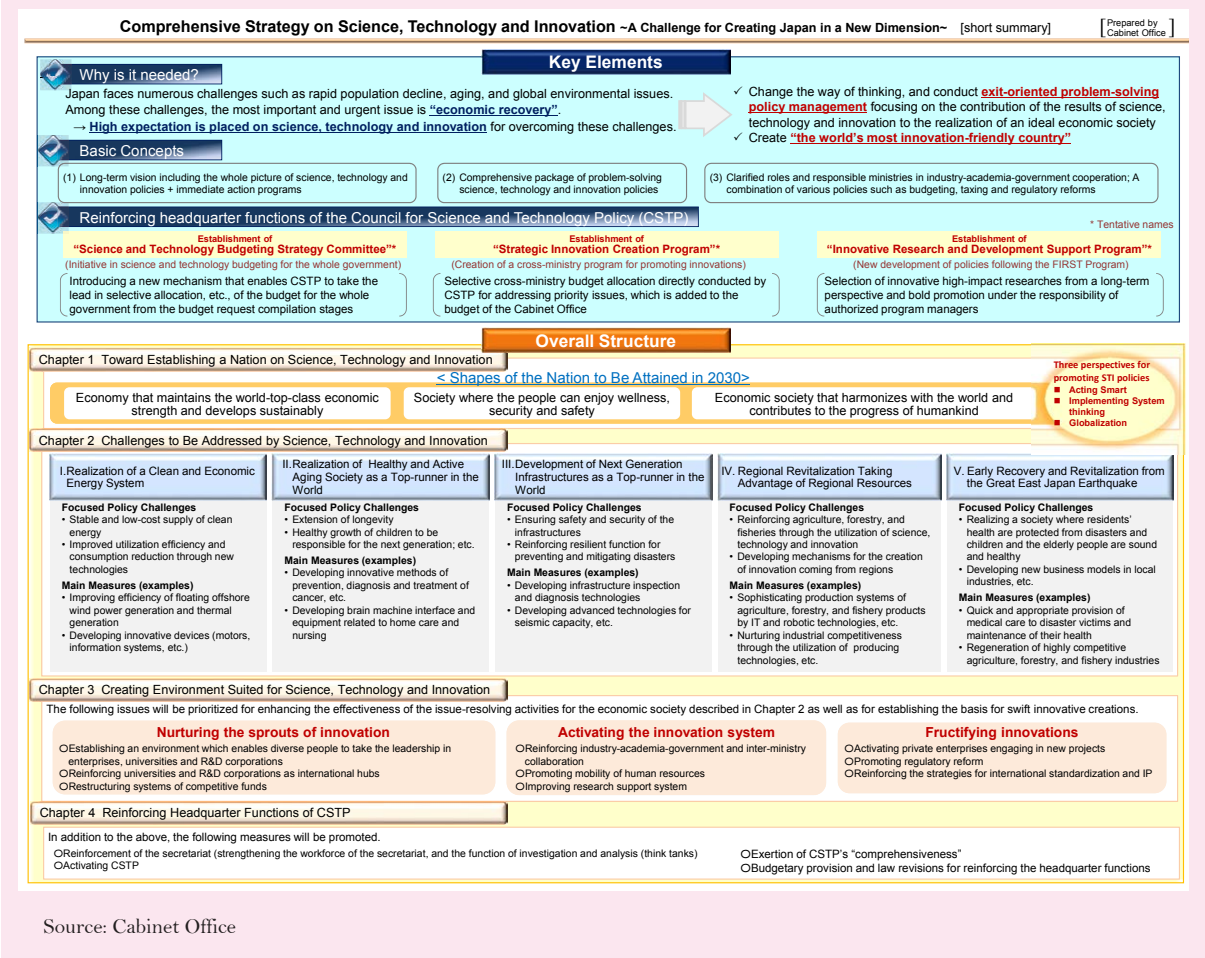 Comprehensive Strategy on Science, Technology and Innovation ~A Challenge for Creating Japan in a New Dimension~ [short summary]
Prepared by
Cabinet Office
Key Elements
Why is it needed?
Japan faces numerous challenges such as rapid population decline, aging, and global environmental issues.
Among these challenges, the most important and urgent issue is “economic recovery”.
→ High expectation is placed on science, technology and innovation for overcoming these challenges.
✓ Change the way of thinking, and conduct exit-oriented problem-solving
policy management focusing on the contribution of the results of science,
technology and innovation to the realization of an ideal economic society
✓ Create “the world's most innovation-friendly country”
Basic Concepts
(1) Long-term vision including the whole picture of science, technology and
innovation policies + immediate action programs
(2) Comprehensive package of problem-solving
science, technology and innovation policies
(3) Clarified roles and responsible ministries in industry-academia-government cooperation; A
combination of various policies such as budgeting, taxing and regulatory reforms
Reinforcing headquarter functions of the Council for Science and Technology Policy (CSTP)
* Tentative names
Establishment of
“Science and Technology Budgeting Strategy Committee”*
(Initiative in science and technology budgeting for the whole government)
Introducing a new mechanism that enables CSTP to take the
lead in selective allocation, etc., of the budget for the whole
government from the budget request compilation stages
Establishment of
“Strategic Innovation Creation Program”*
(Creation of a cross-ministry program for promoting innovations)
Selective cross-ministry budget allocation directly conducted by
CSTP for addressing priority issues, which is added to the
budget of the Cabinet Office
Establishment of
“Innovative Research and Development Support Program”*
(New development of policies following the FIRST Program)
Selection of innovative high-impact researches from a long-term
perspective and bold promotion under the responsibility of
authorized program managers
Overall Structure
Chapter 1 Toward Establishing a Nation on Science, Technology and Innovation
< Shapes of the Nation to Be Attained in 2030>
Economy that maintains the world-top-class economic
strength and develops sustainably
Society where the people can enjoy wellness,
security and safety
Economic society that harmonizes with the world and
contributes to the progress of humankind
Three perspectives for
promoting STI policies
■ Acting Smart
■ Implementing System
thinking
■ Globalization
Chapter 2 Challenges to Be Addressed by Science, Technology and Innovation
I.Realization of a Clean and Economic
Energy System
Focused Policy Challenges
• Stable and low-cost supply of clean
energy
• Improved utilization efficiency and
consumption reduction through new
technologies
Main Measures (examples)
• Improving efficiency of floating offshore
wind power generation and thermal
generation
• Developing innovative devices (motors,
information systems, etc.)
II.Realization of Healthy and Active
Aging Society as a Top-runner in the
World
Focused Policy Challenges
• Extension of longevity
• Healthy growth of children to be
responsible for the next generation; etc.
Main Measures (examples)
• Developing innovative methods of
prevention, diagnosis and treatment of
cancer, etc.
• Developing brain machine interface and
equipment related to home care and
nursing
III.Development of Next Generation
Infrastructures as a Top-runner in the
World
Focused Policy Challenges
• Ensuring safety and security of the
infrastructures
• Reinforcing resilient function for
preventing and mitigating disasters
Main Measures (examples)
• Developing infrastructure inspection
and diagnosis technologies
• Developing advanced technologies for
seismic capacity, etc.
IV. Regional Revitalization Taking
Advantage of Regional Resources
Focused Policy Challenges
• Reinforcing agriculture, forestry, and
fisheries through the utilization of science,
technology and innovation
• Developing mechanisms for the creation
of innovation coming from regions
Main Measures (examples)
• Sophisticating production systems of
agriculture, forestry, and fishery products
by IT and robotic technologies, etc.
• Nurturing industrial competitiveness
through the utilization of producing
technologies, etc.
V. Early Recovery and Revitalization from
the Great East Japan Earthquake
Focused Policy Challenges
• Realizing a society where residents'
health are protected from disasters and
children and the elderly people are sound
and healthy
• Developing new business models in local
industries, etc.
Main Measures (examples)
• Quick and appropriate provision of
medical care to disaster victims and
maintenance of their health
• Regeneration of highly competitive
agriculture, forestry, and fishery industries
Chapter 3 Creating Environment Suited for Science, Technology and Innovation
The following issues will be prioritized for enhancing the effectiveness of the issue-resolving activities for the economic society described in Chapter 2 as well as for establishing the basis for swift innovative creations.
Nurturing the sprouts of innovation
○Establishing an environment which enables diverse people to take the leadership in
enterprises, universities and R&D corporations
○Reinforcing universities and R&D corporations as international hubs
○Restructuring systems of competitive funds
Activating the innovation system
○Reinforcing industry-academia-government and inter-ministry
collaboration
○Promoting mobility of human resources
○Improving research support system
Fructifying innovations
○Activating private enterprises engaging in new projects
○Promoting regulatory reform
○Reinforcing the strategies for international standardization and IP
Chapter 4 Reinforcing Headquarter Functions of CSTP
In addition to the above, the following measures will be promoted.
○Reinforcement of the secretariat (strengthening the workforce of the secretariat, and the function of investigation and analysis (think tanks)
○Activating CSTP
○Exertion of CSTP's “comprehensiveness”
○Budgetary provision and law revisions for reinforcing the headquarter functions
Source: Cabinet Office